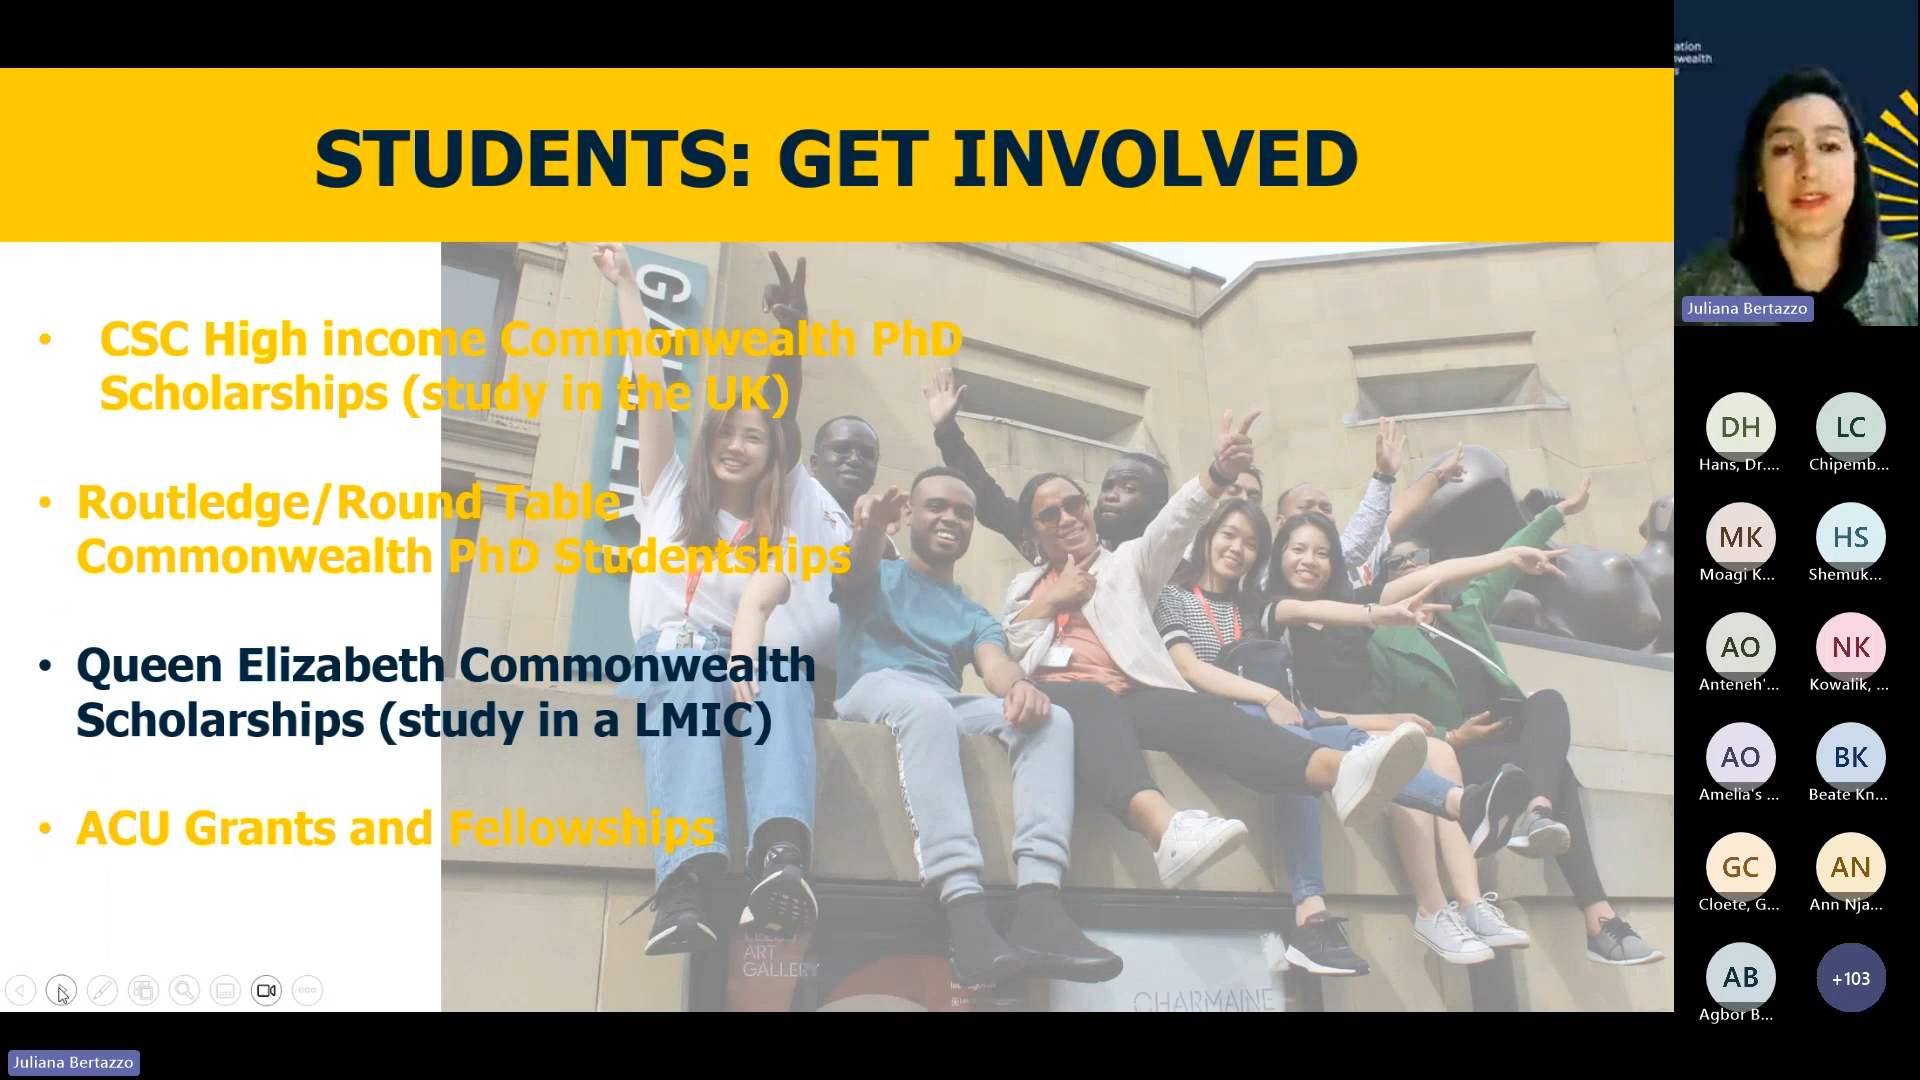 STUDENTS: GET INVOLVED
• CSC High income Commonwealth PhD
Scholarships (study in the UK)
• Routledge/Round Table
Commonwealth PhD Studentships
• Queen Elizabeth Commonwealth
Scholarships (study in a LMIC)
• ACU Grants and Fellowships
ART
GALLERY
CHARMAINE
Juliana Bertazzo
ation
wealth
s
Juliana Bertazzo
DH
LC
Hans, Dr....
Chipemb...
MK
HS
Moagi K...
Shemuk...
AO
NK
Anteneh'...
Kowalik, ...
AO
BK
Amelia's ...
Beate Kn...
GC
AN
Cloete, G...
Ann Nja...
AB
+103
Agbor B...